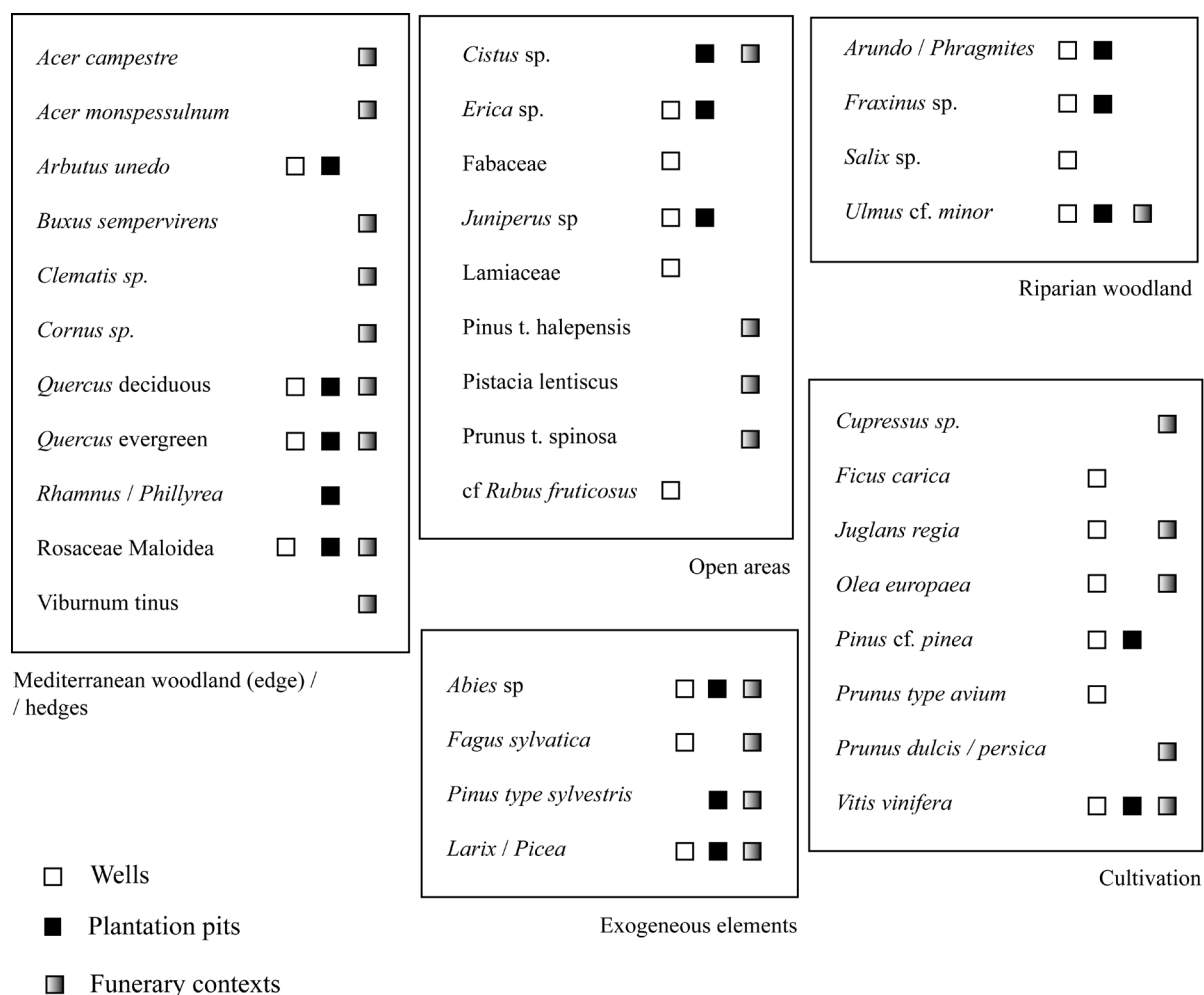 Acer campestre
Acer monspessulnum
Arbutus unedo
Buxus sempervirens
Clematis sp.
Cornus sp.
Quercus deciduous
Quercus evergreen
Rhamnus / Phillyrea
Rosaceae Maloidea
Viburnum tinus
Mediterranean woodland (edge) /
/ hedges
Cistus sp.
Erica sp.
Fabaceae
Juniperus sp
Lamiaceae
Pinus t. halepensis
Pistacia lentiscus
Prunus t. spinosa
cf Rubus fruticosus
Open areas
Abies sp
Fagus sylvatica
Pinus type sylvestris
Larix / Picea
Exogeneous elements
Arundo / Phragmites
Fraxinus sp.
Salix sp.
Ulmus cf. minor
Riparian woodland
Cupressus sp.
Ficus carica
Juglans regia
Olea europaea
Pinus cf. pinea
Prunus type avium
Prunus dulcis / persica
Vitis vinifera
Cultivation
Wells
Plantation pits
Funerary contexts